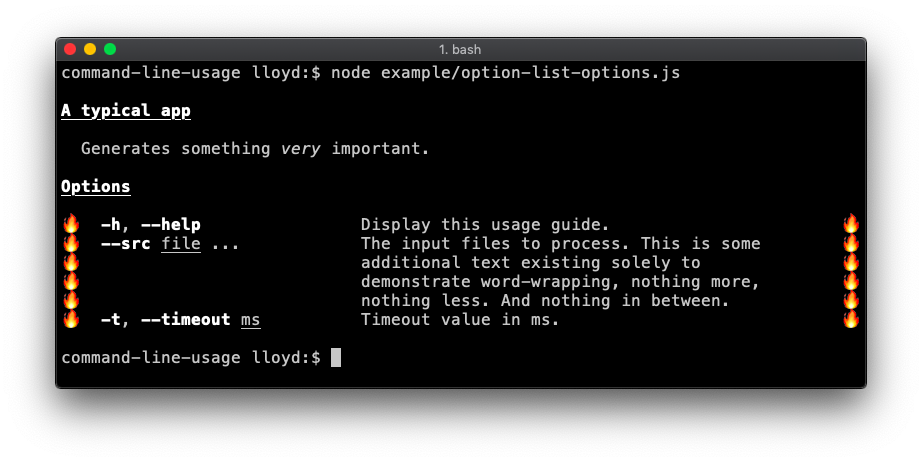 1. bash
command-line-usage lloyd:$ node example/option-list-options.js
A typical app
Generates something very important.
Options
🔥 -h, --help Display this usage guide. 🔥
🔥 --src file ... The input files to process. This is some 🔥
🔥 additional text existing solely to 🔥
🔥 demonstrate word-wrapping, nothing more, 🔥
🔥 nothing less. And nothing in between. 🔥
🔥 -t, --timeout ms Timeout value in ms. 🔥
command-line-usage lloyd:$